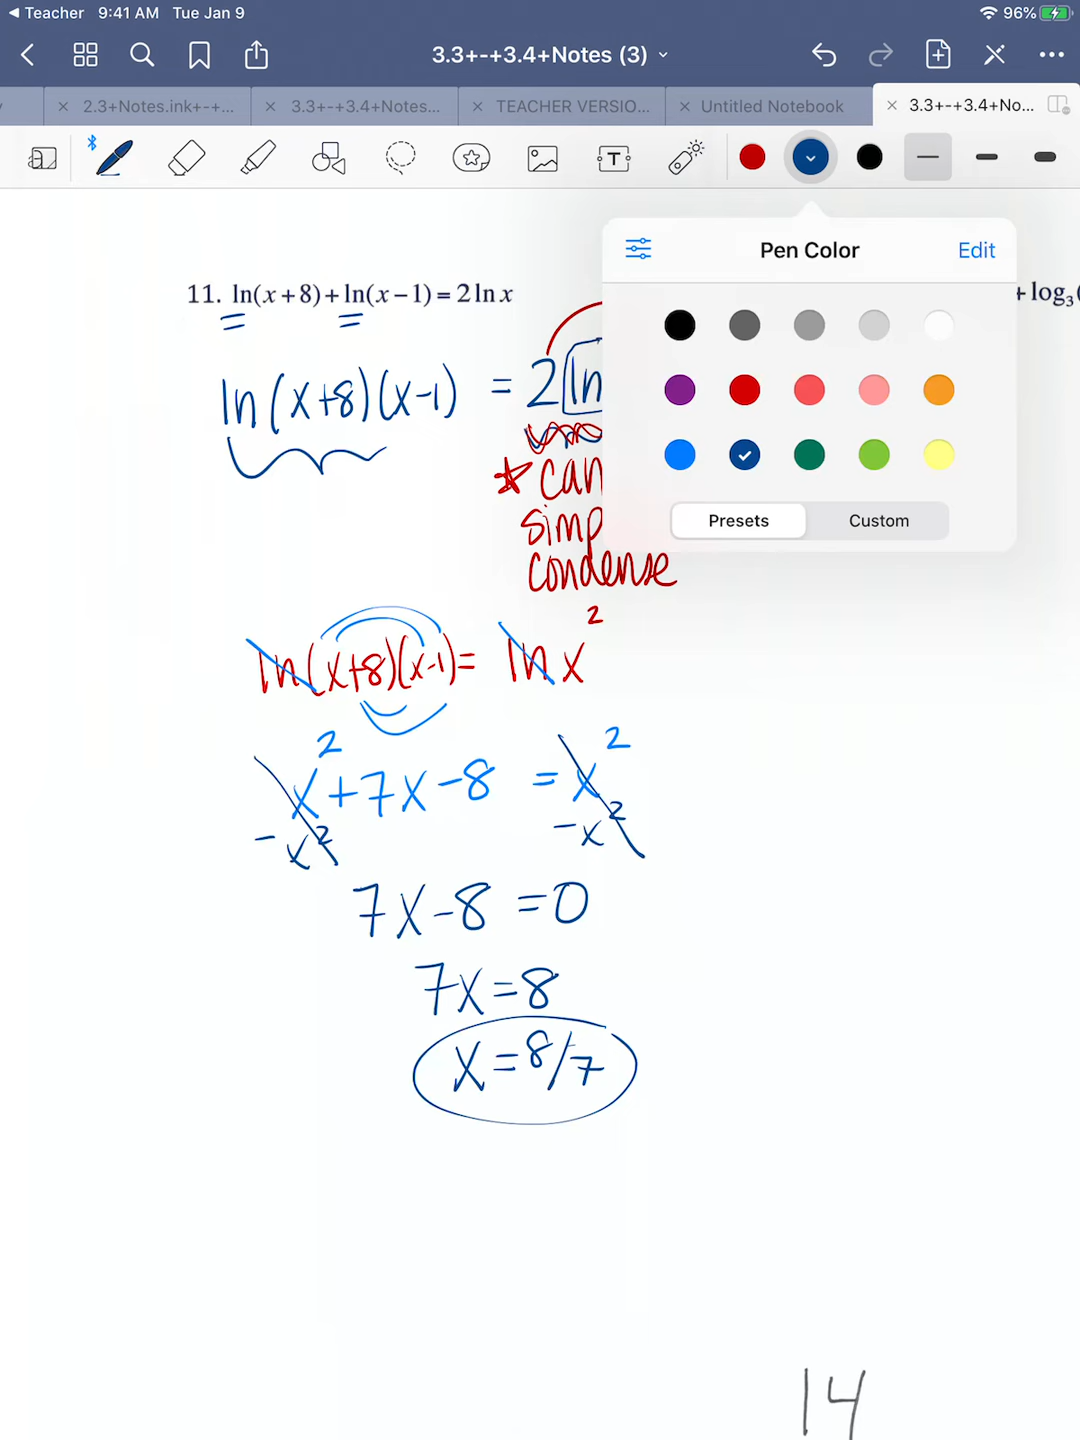 ◀ Teacher 9:41 AM Tue Jan 9 96%
3.3+-+3.4+Notes (3)
2.3+Notes.ink+-+... 3.3+-+3.4+Notes... TEACHER VERSIO... Untitled Notebook 3.3+-+3.4+No...
T
Pen Color Edit
Presets Custom
11. ln(x+8)+ln(x−1)=2lnx
+log₃(
ln(x+8)(x-1) = 2 ln
*can
simp
condense
ln(x+8)(x-1)= ln x²
x²+7x-8 = x²
-x² -x²
7x-8 =0
7x=8
x=8/7
14